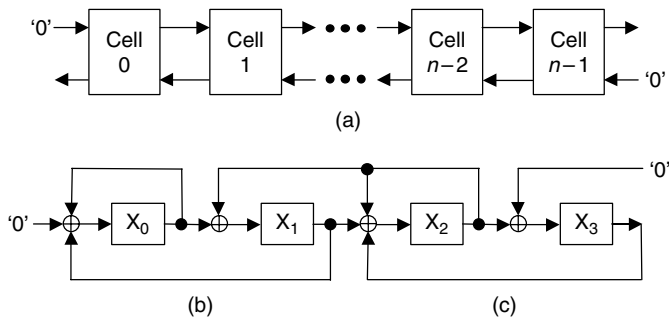 ‘0’ Cell 0 Cell 1 Cell n−2 Cell n−1 ‘0’
(a)
‘0’
‘0’ X₀ X₁ X₂ X₃
(b) (c)